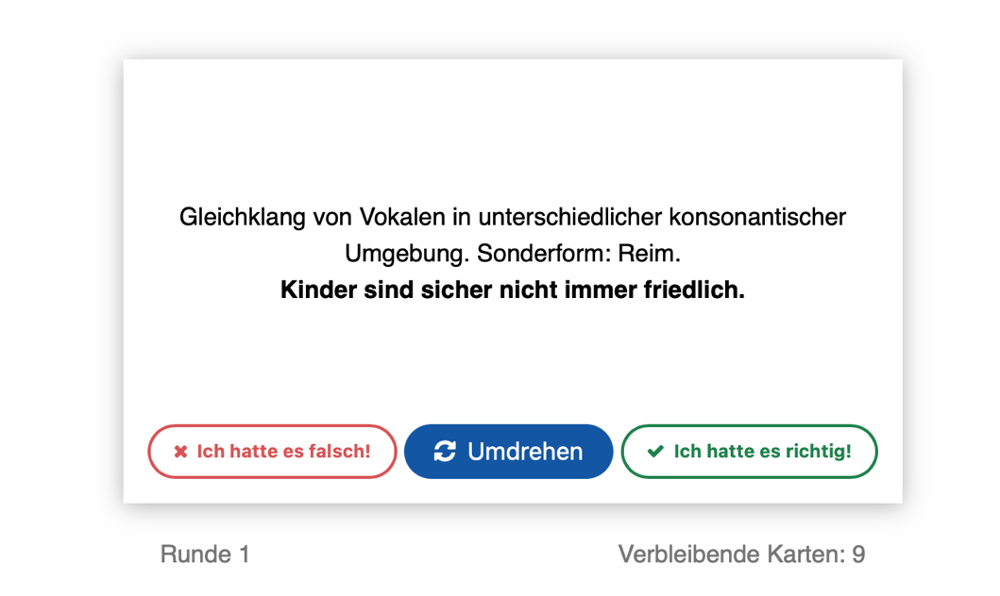 Gleichklang von Vokalen in unterschiedlicher konsonantischer
Umgebung. Sonderform: Reim.
Kinder sind sicher nicht immer friedlich.
Ich hatte es falsch!
Umdrehen
Ich hatte es richtig!
Runde 1
Verbleibende Karten: 9